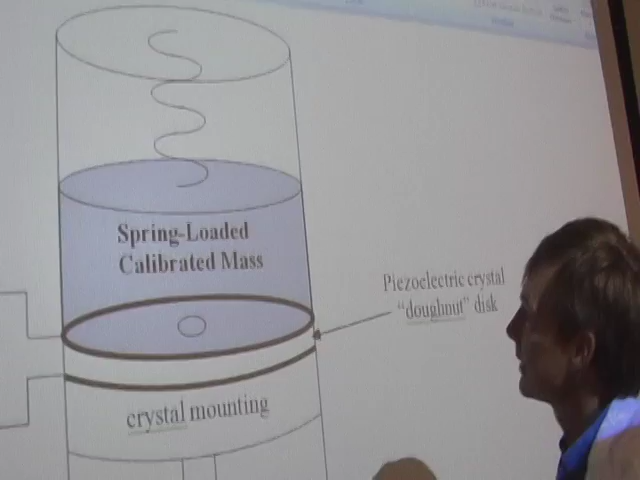 Spring-Loaded
Calibrated Mass
Piezoelectric crystal
"doughnut" disk
crystal mounting